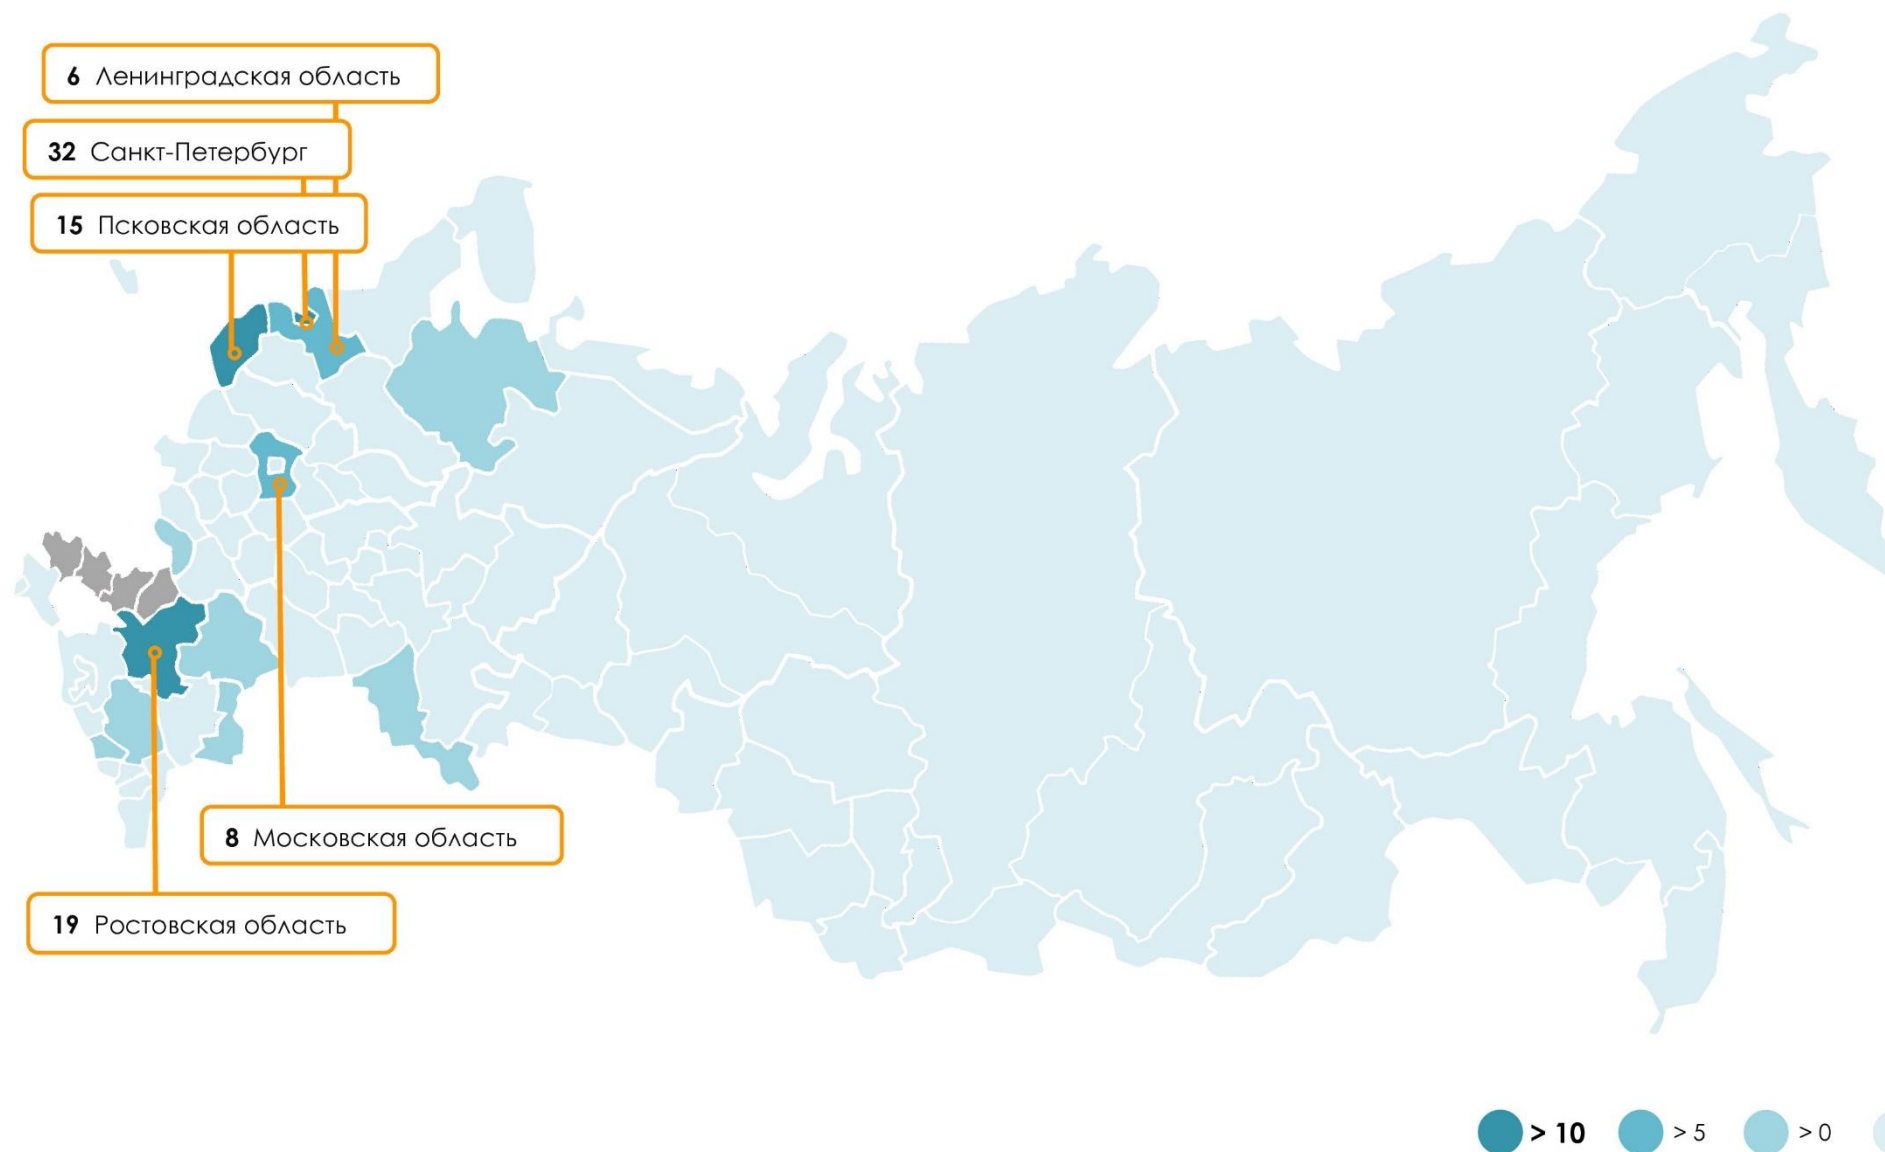 6 Ленинградская область
32 Санкт-Петербург
15 Псковская область
8 Московская область
19 Ростовская область
> 10 > 5 > 0